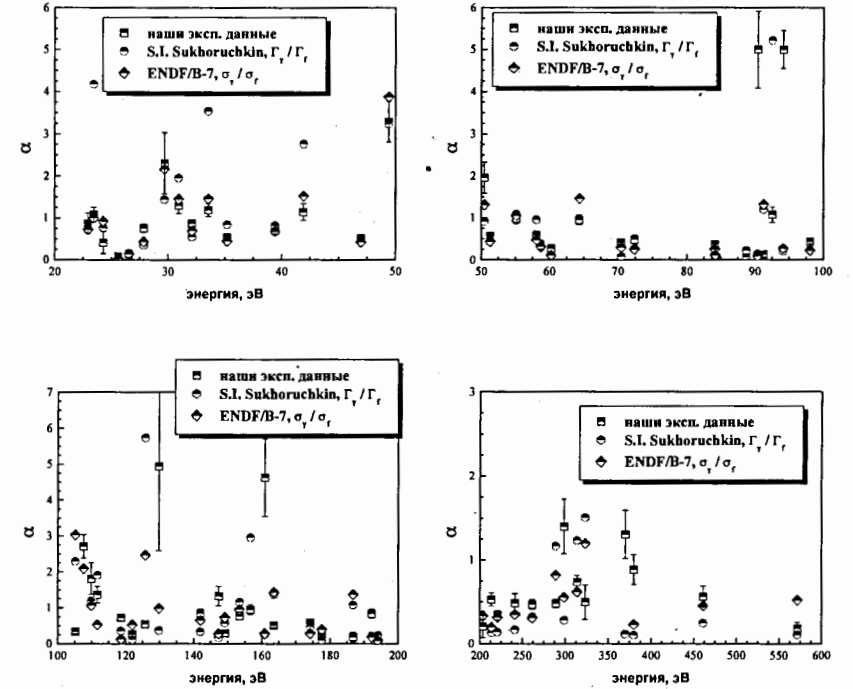 6
5
4
3
2
1
0
α
наши эксп. данные
S.I. Sukhoruchkin, Γγ / Γf
ENDF/B-7, σγ / σf
20 30 40 50
энергия, эВ
6
5
4
3
2
1
0
α
наши эксп. данные
S.I. Sukhoruchkin, Γγ / Γf
ENDF/B-7, σγ / σf
50 60 70 80 90 100
энергия, эВ
7
6
5
4
3
2
1
0
α
наши эксп. данные
S.I. Sukhoruchkin, Γγ / Γf
ENDF/B-7, σγ / σf
100 120 140 160 180 200
энергия, эВ
3
2
1
0
α
наши эксп. данные
S.I. Sukhoruchkin, Γγ / Γf
ENDF/B-7, σγ / σf
200 250 300 350 400 450 500 550 600
энергия, эВ